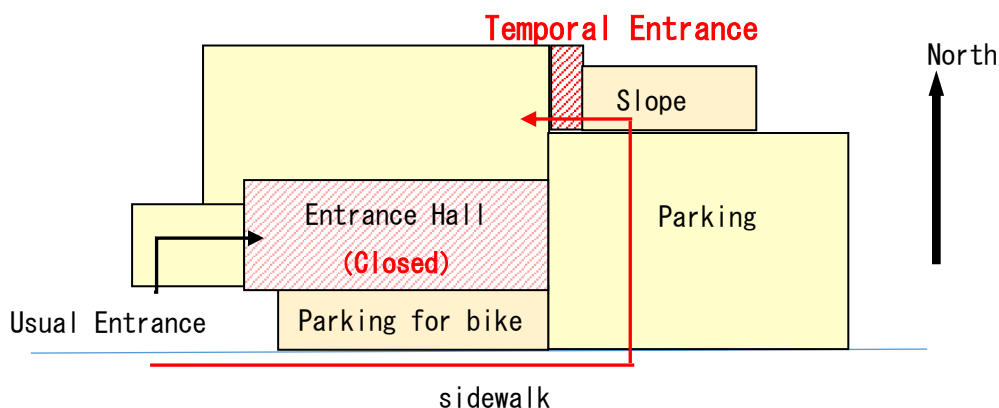 Temporal Entrance
North
Slope
Entrance Hall
(Closed)
Parking
Usual Entrance
Parking for bike
sidewalk